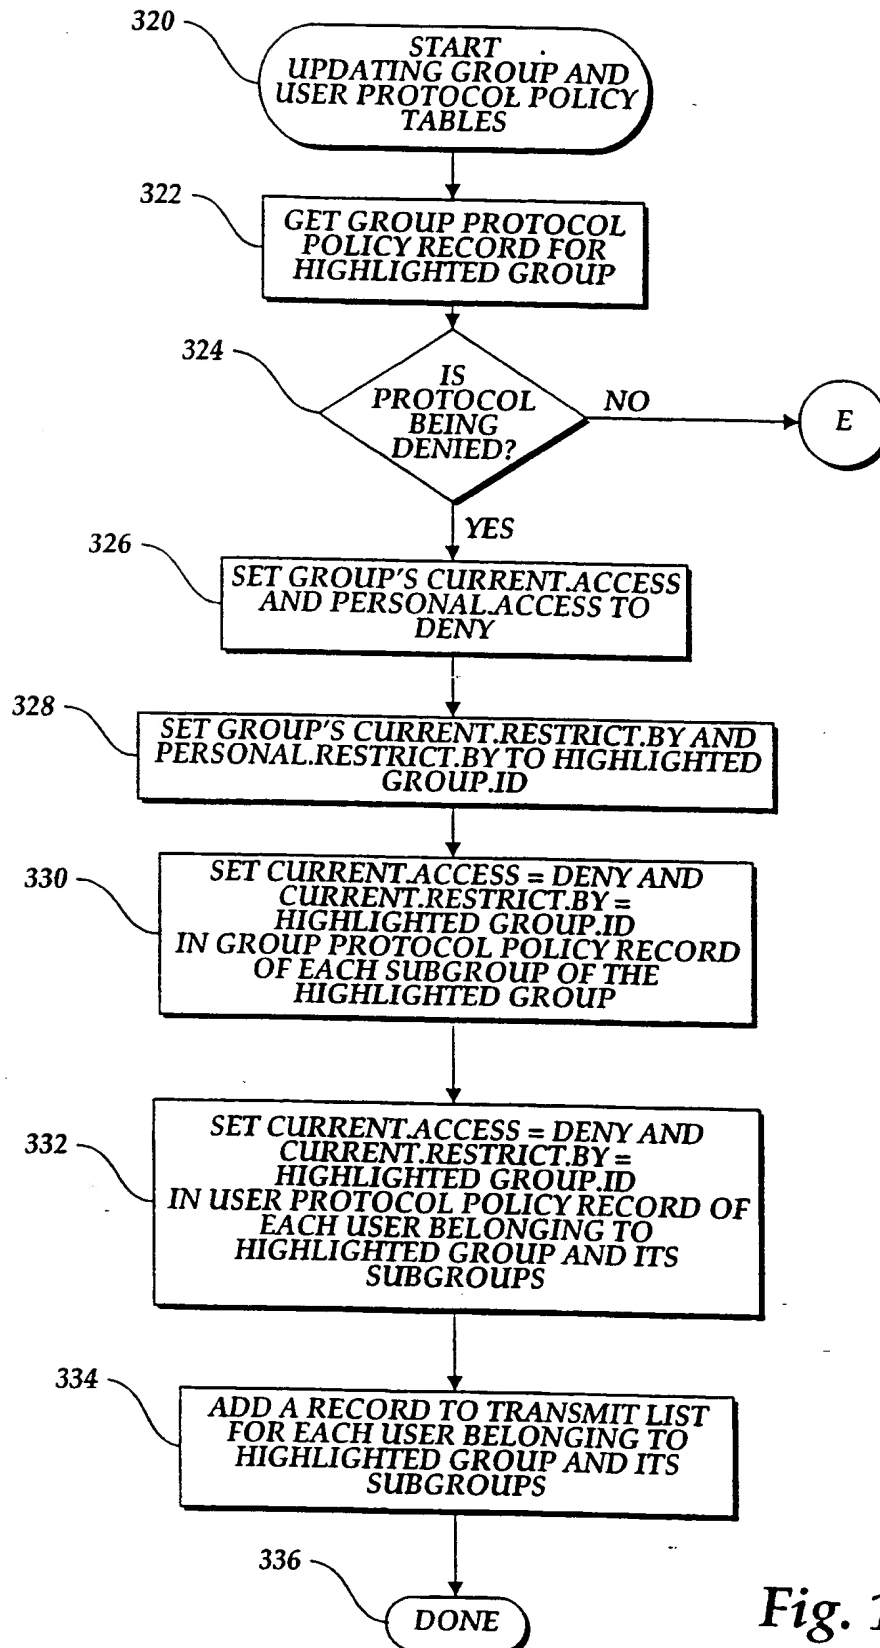 320
START
UPDATING GROUP AND
USER PROTOCOL POLICY
TABLES
322
GET GROUP PROTOCOL
POLICY RECORD FOR
HIGHLIGHTED GROUP
324
IS
PROTOCOL
BEING
DENIED?
NO
E
YES
326
SET GROUP'S CURRENT.ACCESS
AND PERSONAL.ACCESS TO
DENY
328
SET GROUP'S CURRENT.RESTRICT.BY AND
PERSONAL.RESTRICT.BY TO HIGHLIGHTED
GROUP.ID
330
SET CURRENT.ACCESS = DENY AND
CURRENT.RESTRICT.BY =
HIGHLIGHTED GROUP.ID
IN GROUP PROTOCOL POLICY RECORD
OF EACH SUBGROUP OF THE
HIGHLIGHTED GROUP
332
SET CURRENT.ACCESS = DENY AND
CURRENT.RESTRICT.BY =
HIGHLIGHTED GROUP.ID
IN USER PROTOCOL POLICY RECORD OF
EACH USER BELONGING TO
HIGHLIGHTED GROUP AND ITS
SUBGROUPS
334
ADD A RECORD TO TRANSMIT LIST
FOR EACH USER BELONGING TO
HIGHLIGHTED GROUP AND ITS
SUBGROUPS
336
DONE
Fig.